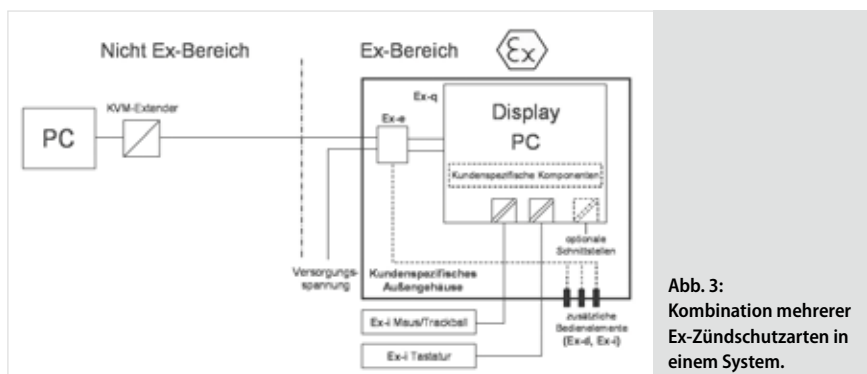 Nicht Ex-Bereich
Ex-Bereich
Ex
PC
KVM-Extender
Ex-q
Ex-e
Display
PC
Kundenspezifische Komponenten
optionale
Schnittstellen
Versorgungs-
spannung
Kundenspezifisches
Außengehäuse
zusätzliche
Bedienelemente
(Ex-d, Ex-i)
Ex-i Maus/Trackball
Ex-i Tastatur
Abb. 3:
Kombination mehrerer
Ex-Zündschutzarten in
einem System.